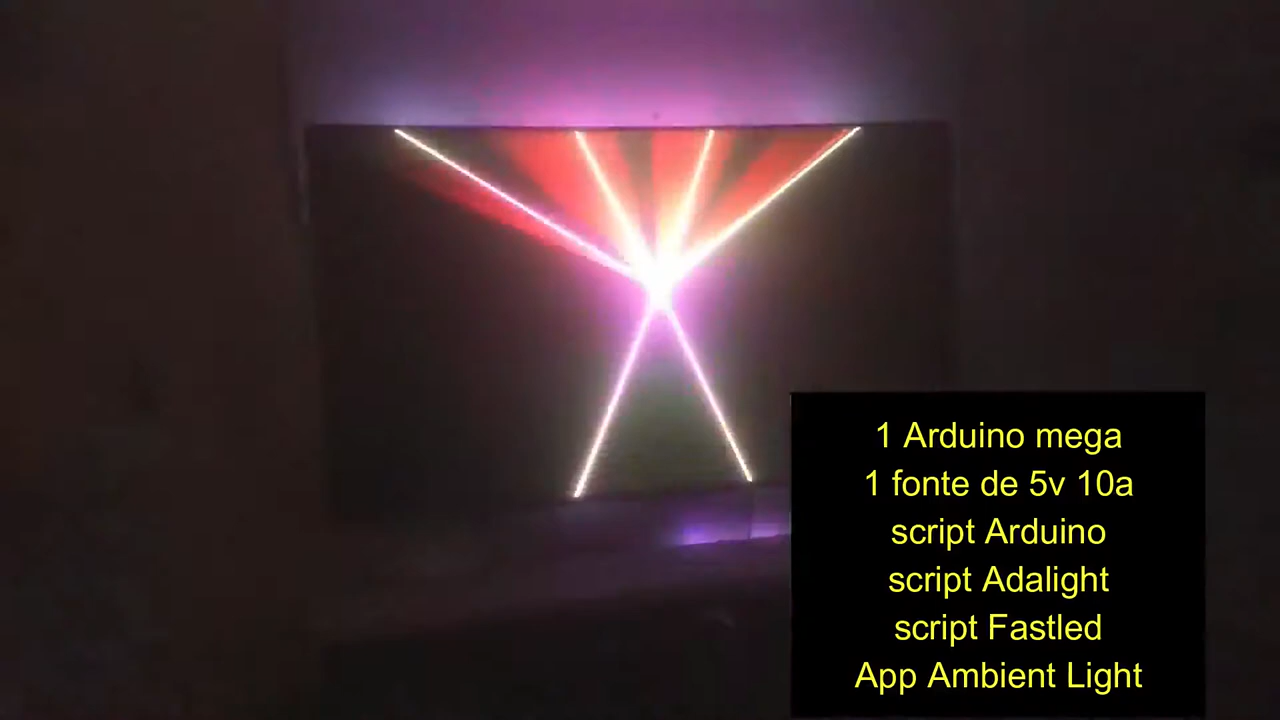 1 Arduino mega
1 fonte de 5v 10a
script Arduino
script Adalight
script Fastled
App Ambient Light